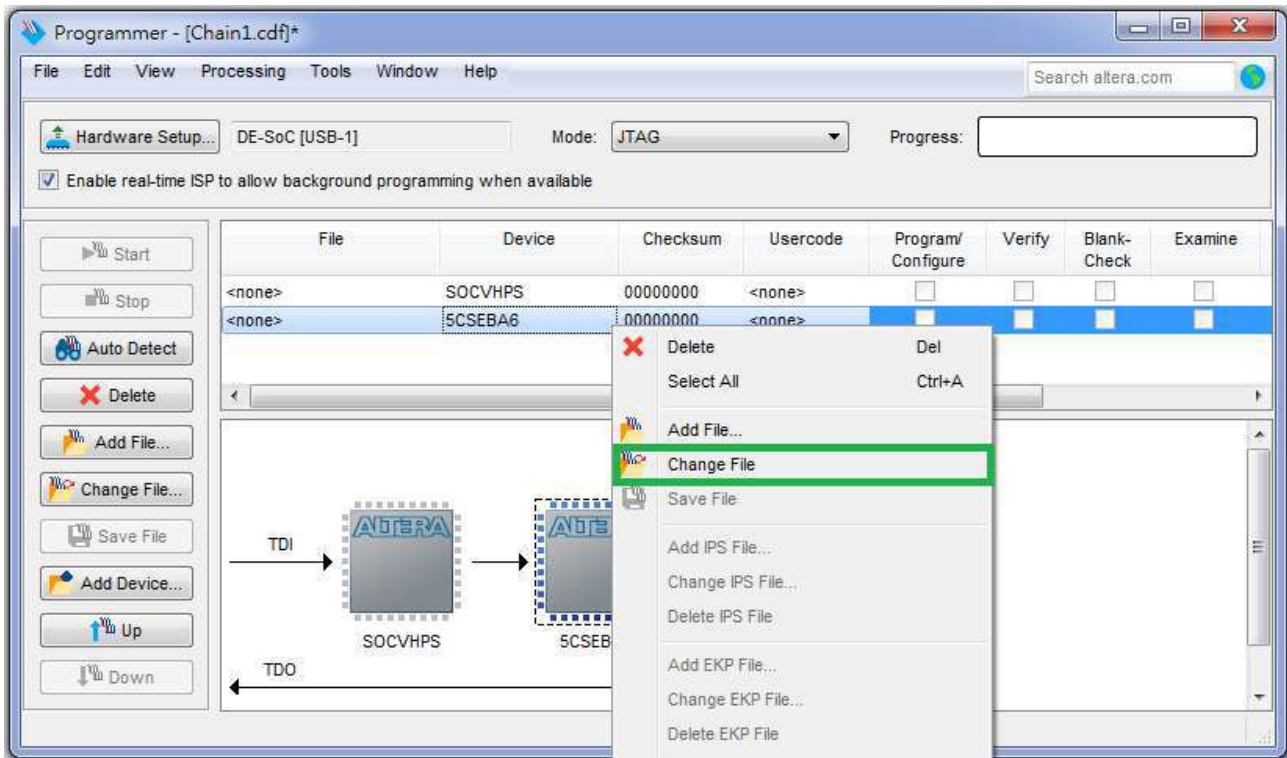 Programmer - [Chain1.cdf]*
File Edit View Processing Tools Window Help
Search altera.com
Hardware Setup... DE-SoC [USB-1] Mode: JTAG Progress:
Enable real-time ISP to allow background programming when available
Start
Stop
Auto Detect
Delete
Add File...
Change File...
Save File
Add Device...
Up
Down
File Device Checksum Usercode Program/ Configure Verify Blank- Check Examine
<none> SOCVHPS 00000000 <none>
<none> 5CSEBA6 00000000 <none>
Delete Del
Select All Ctrl+A
Add File...
Change File
Save File
Add IPS File...
Change IPS File...
Delete IPS File
Add EKP File...
Change EKP File...
Delete EKP File
TDI
ALTERA
SOCVHPS
ALTE
5CSEB
TDO